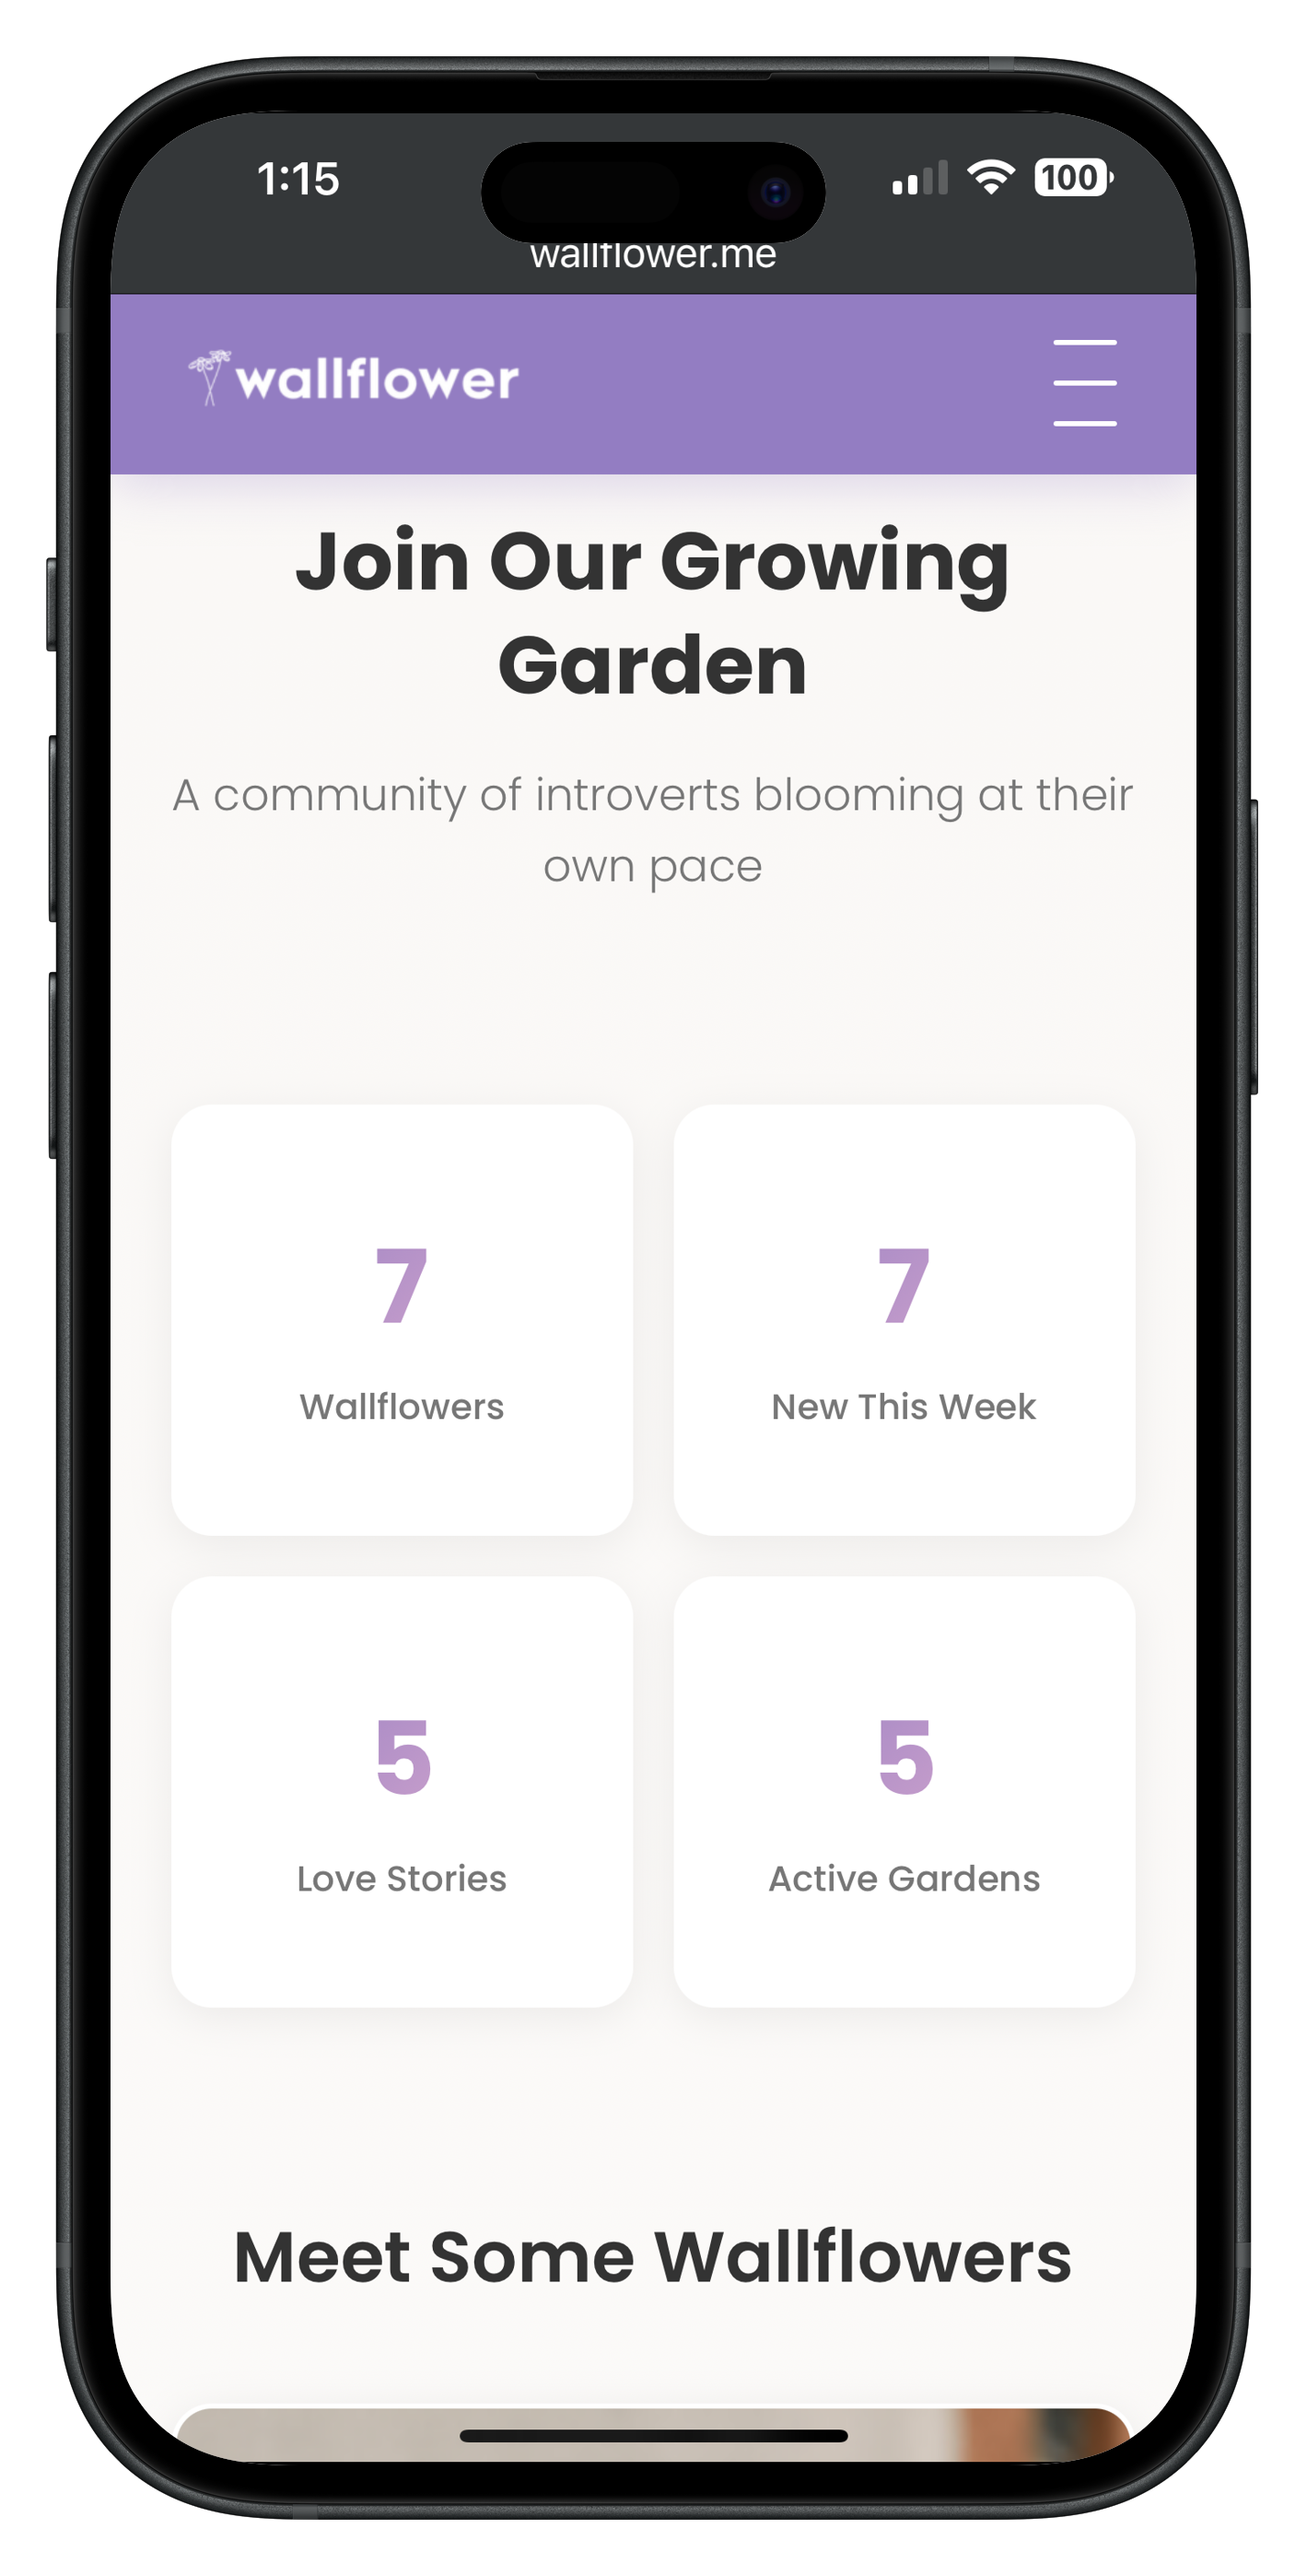 1:15
100
wallflower.me
wallflower
Join Our Growing
Garden
A community of introverts blooming at their
own pace
7
Wallflowers
7
New This Week
5
Love Stories
5
Active Gardens
Meet Some Wallflowers